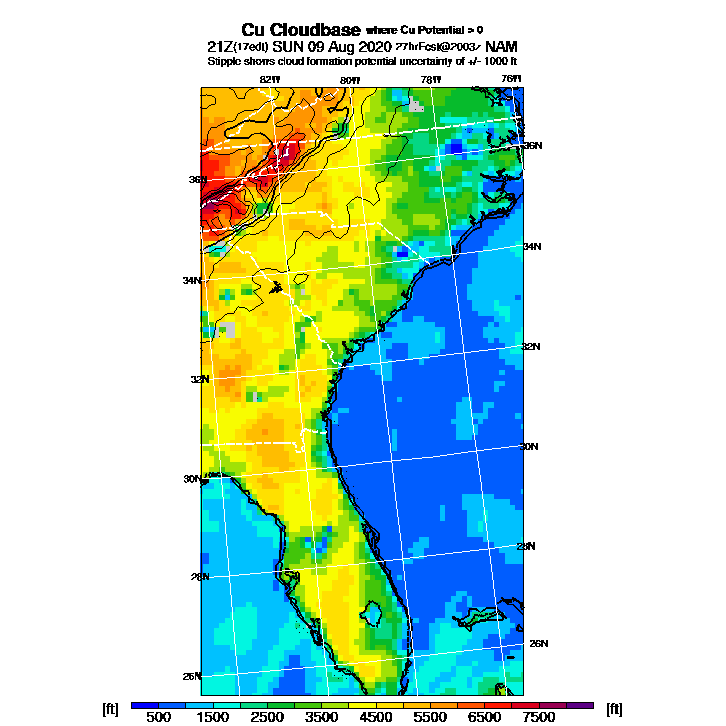 Cu Cloudbase where Cu Potential > 0
21Z(17edt) SUN 09 Aug 2020 27hrFcst@2003z NAM
Stipple shows cloud formation potential uncertainty of +/- 1000 ft
82W 80W 78W 76W
36N
36N
34N
34N
32N
32N
30N
30N
28N
28N
26N
26N
[ft] 500 1500 2500 3500 4500 5500 6500 7500 [ft]